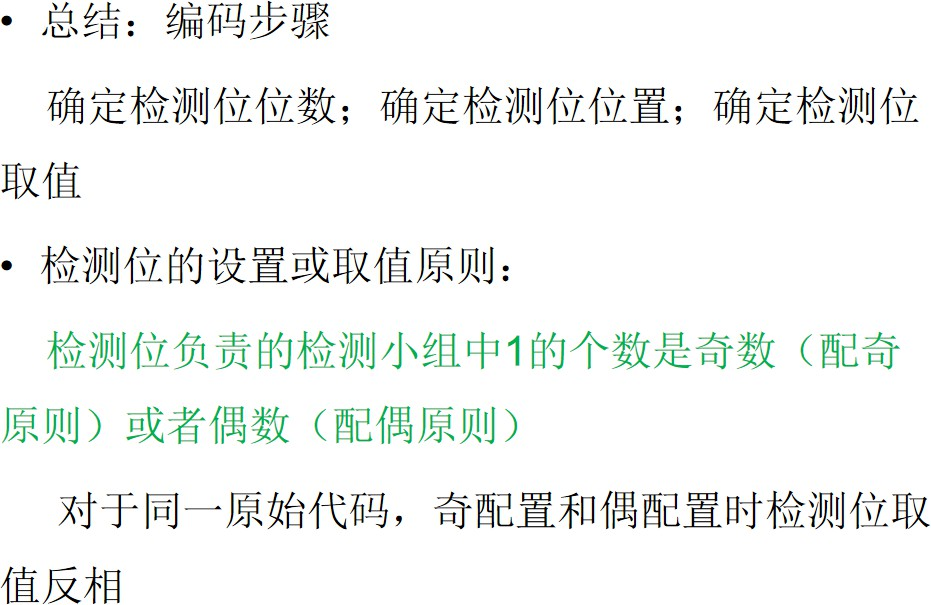 • 总结：编码步骤
确定检测位位数；确定检测位位置；确定检测位
取值
• 检测位的设置或取值原则：
检测位负责的检测小组中1的个数是奇数（配奇
原则）或者偶数（配偶原则）
对于同一原始代码，奇配置和偶配置时检测位取
值反相